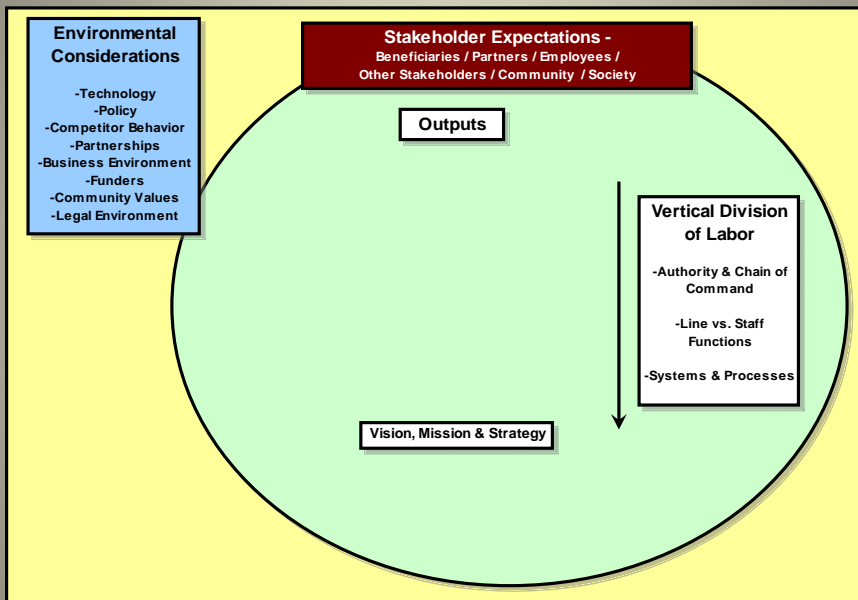 Environmental
Considerations
-Technology
-Policy
-Competitor Behavior
-Partnerships
-Business Environment
-Funders
-Community Values
-Legal Environment
Stakeholder Expectations -
Beneficiaries / Partners / Employees /
Other Stakeholders / Community / Society
Outputs
Vertical Division
of Labor
-Authority & Chain of
Command
-Line vs. Staff
Functions
-Systems & Processes
Vision, Mission & Strategy